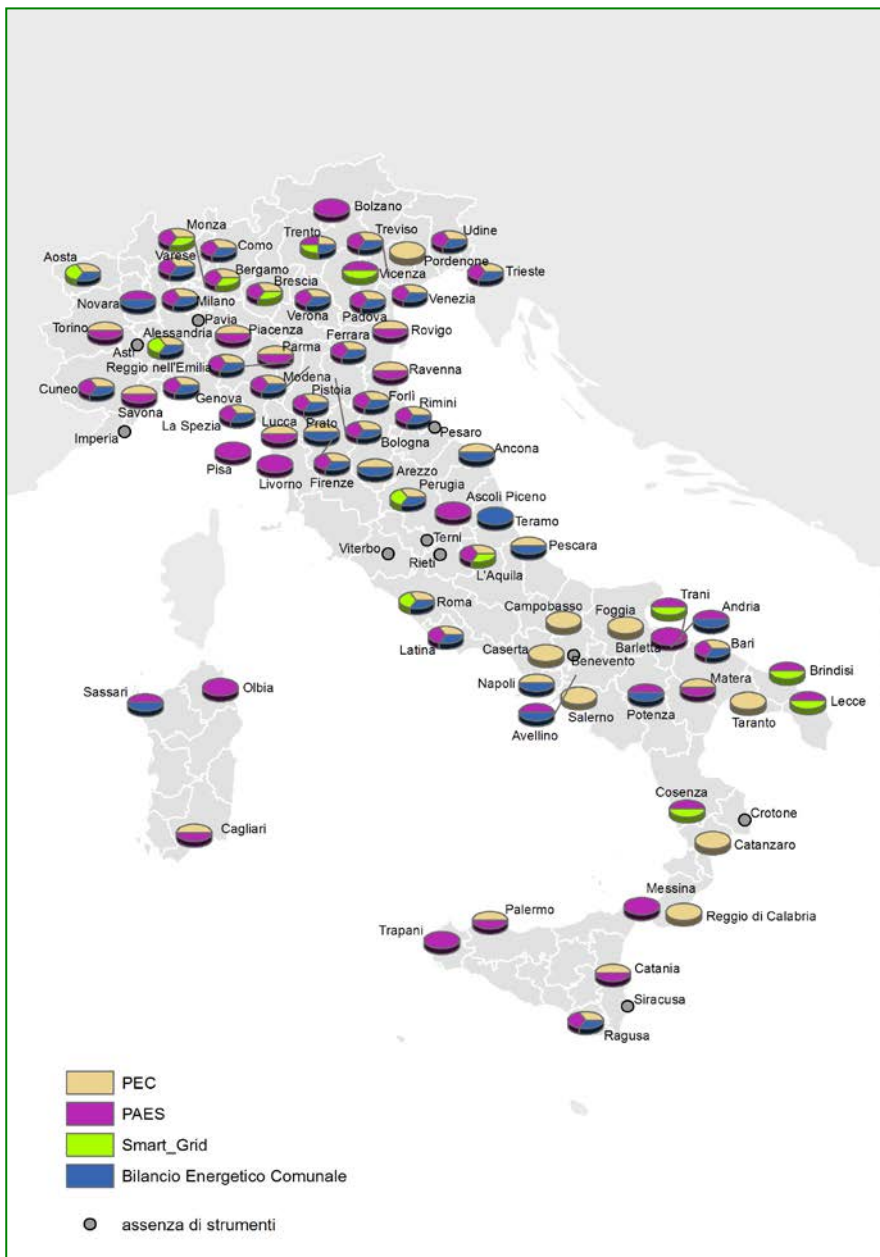 Bolzano
Monza
Trento
Treviso
Udine
Como
Varese
Pordenone
Aosta
Bergamo
Vicenza
Trieste
Brescia
Novara
Milano
Verona
Padova
Venezia
Pavia
Torino
Alessandria
Piacenza
Ferrara
Rovigo
Asti
Parma
Reggio nell'Emilia
Ravenna
Modena
Cuneo
Genova
Pistoia
Forlì
Savona
Rimini
La Spezia
Lucca
Prato
Imperia
Pesaro
Bologna
Ancona
Pisa
Livorno
Firenze
Arezzo
Perugia
Ascoli Piceno
Teramo
Terni
Viterbo
Pescara
Rieti
L'Aquila
Trani
Roma
Campobasso
Foggia
Andria
Latina
Caserta
Barletta
Bari
Benevento
Brindisi
Matera
Napoli
Sassari
Olbia
Lecce
Salerno
Potenza
Taranto
Avellino
Cosenza
Crotone
Cagliari
Catanzaro
Messina
Palermo
Reggio di Calabria
Trapani
Catania
Siracusa
Ragusa
PEC
PAES
Smart_Grid
Bilancio Energetico Comunale
assenza di strumenti